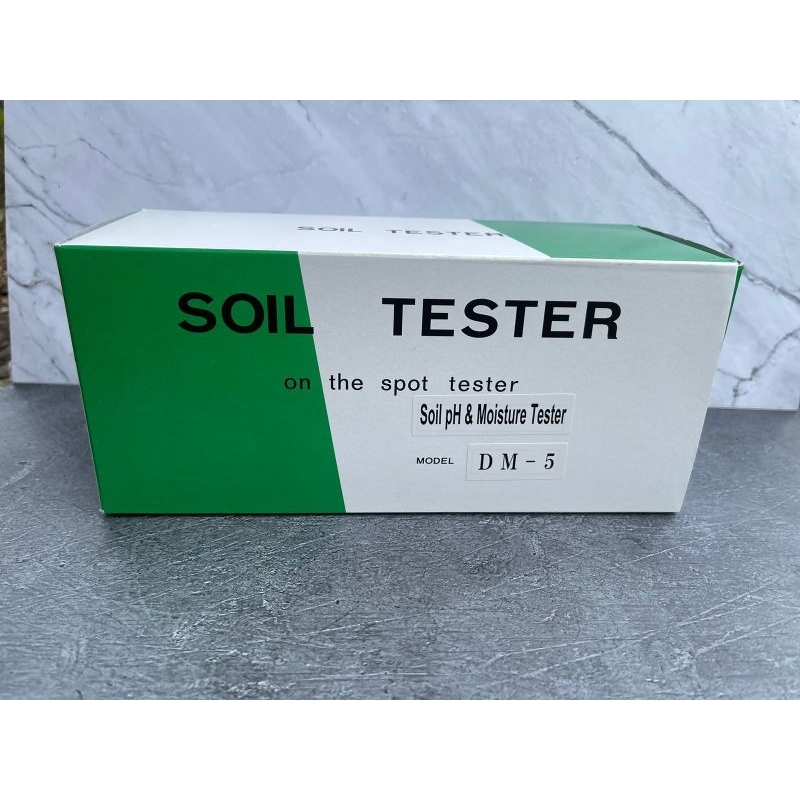 SOIL TESTER
SOIL TESTER
on the spot tester
Soil pH & Moisture Tester
MODEL DM-5